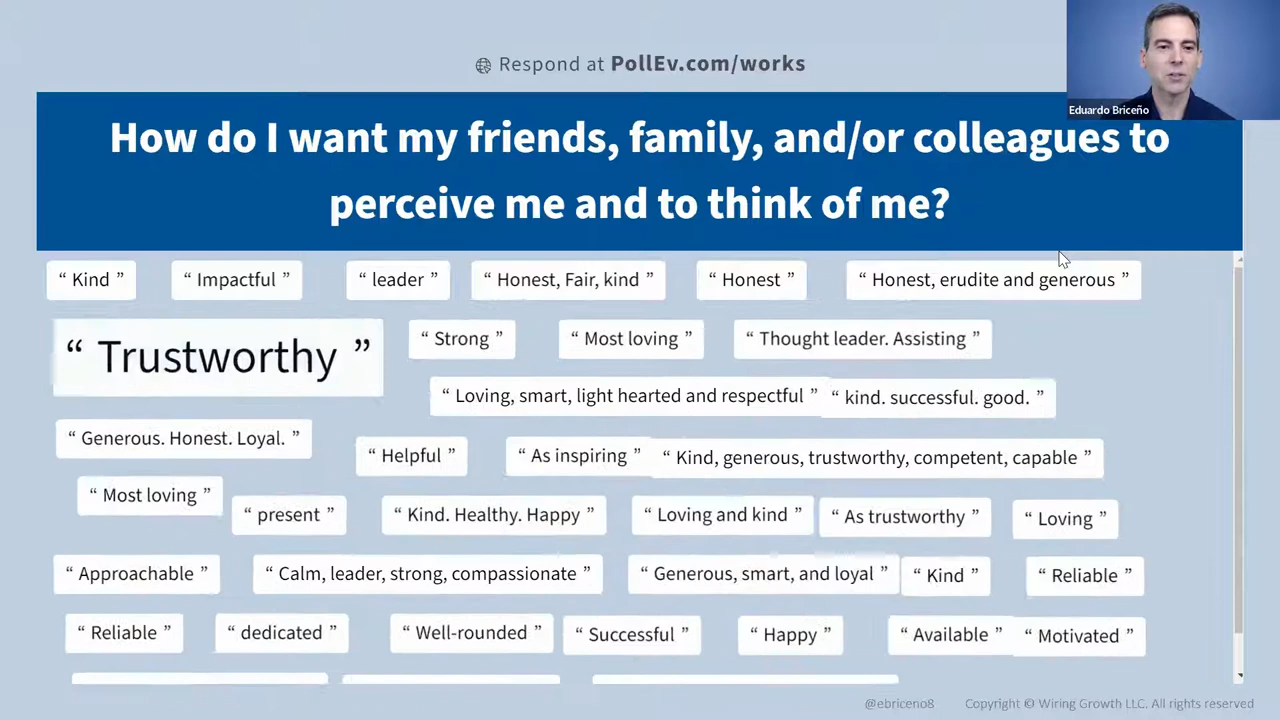 Respond at PollEv.com/works
Eduardo Briceño
How do I want my friends, family, and/or colleagues to
perceive me and to think of me?
“ Kind ”
“ Impactful ”
“ leader ”
“ Honest, Fair, kind ”
“ Honest ”
“ Honest, erudite and generous ”
“ Trustworthy ”
“ Strong ”
“ Most loving ”
“ Thought leader. Assisting ”
“ Loving, smart, light hearted and respectful ”
“ kind. successful. good. ”
“ Generous. Honest. Loyal. ”
“ Helpful ”
“ As inspiring ”
“ Kind, generous, trustworthy, competent, capable ”
“ Most loving ”
“ present ”
“ Kind. Healthy. Happy ”
“ Loving and kind ”
“ As trustworthy ”
“ Loving ”
“ Approachable ”
“ Calm, leader, strong, compassionate ”
“ Generous, smart, and loyal ”
“ Kind ”
“ Reliable ”
“ Reliable ”
“ dedicated ”
“ Well-rounded ”
“ Successful ”
“ Happy ”
“ Available ”
“ Motivated ”
@ebriceno8
Copyright © Wiring Growth LLC. All rights reserved